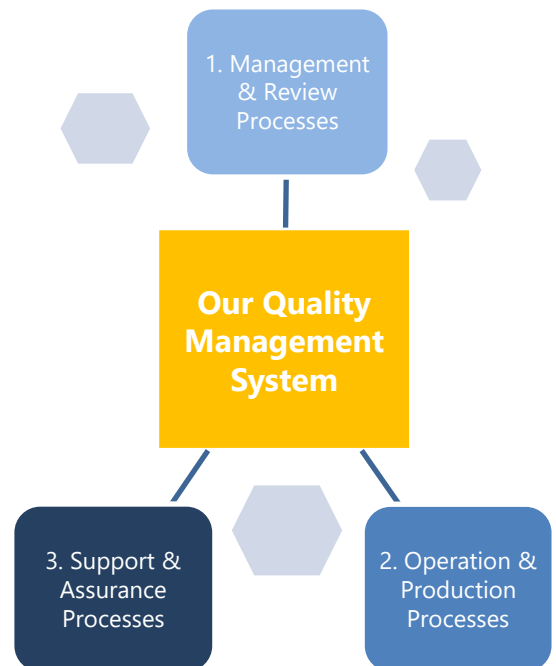 1. Management
& Review
Processes
Our Quality
Management
System
3. Support &
Assurance
Processes
2. Operation &
Production
Processes